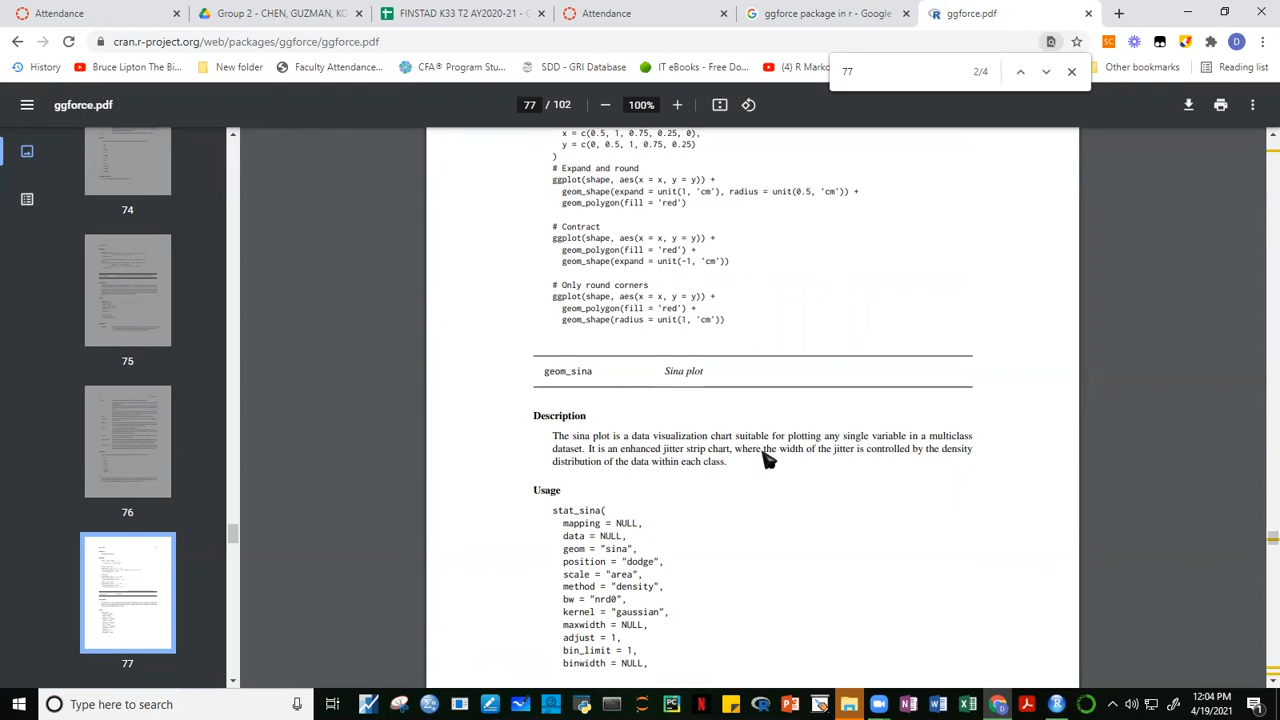 Attendance
Group 2 - CHEN, GUZMAN, KO
FINSTAD K33 T2 AY2020-21 - G
Attendance
ggforce package in r - Google
ggforce.pdf
cran.r-project.org/web/packages/ggforce/ggforce.pdf
History
Bruce Lipton The Bi...
New folder
Faculty Attendance...
CFA® Program Stu...
SDD - GRI Database
IT eBooks - Free Do...
(4) R Markd
Other bookmarks
Reading list
77
2/4
ggforce.pdf
77 / 102
100%
74
75
76
77
x = c(0.5, 1, 0.75, 0.25, 0),
y = c(0, 0.5, 1, 0.75, 0.25)
)
# Expand and round
ggplot(shape, aes(x = x, y = y)) +
geom_shape(expand = unit(1, 'cm'), radius = unit(0.5, 'cm')) +
geom_polygon(fill = 'red')
# Contract
ggplot(shape, aes(x = x, y = y)) +
geom_polygon(fill = 'red') +
geom_shape(expand = unit(-1, 'cm'))
# Only round corners
ggplot(shape, aes(x = x, y = y)) +
geom_polygon(fill = 'red') +
geom_shape(radius = unit(1, 'cm'))
geom_sina Sina plot
Description
The sina plot is a data visualization chart suitable for plotting any single variable in a multiclass
dataset. It is an enhanced jitter strip chart, where the width of the jitter is controlled by the density
distribution of the data within each class.
Usage
stat_sina(
mapping = NULL,
data = NULL,
geom = "sina",
position = "dodge",
scale = "area",
method = "density",
bw = "nrd0",
kernel = "gaussian",
maxwidth = NULL,
adjust = 1,
bin_limit = 1,
binwidth = NULL,
Type here to search
12:04 PM
4/19/2021